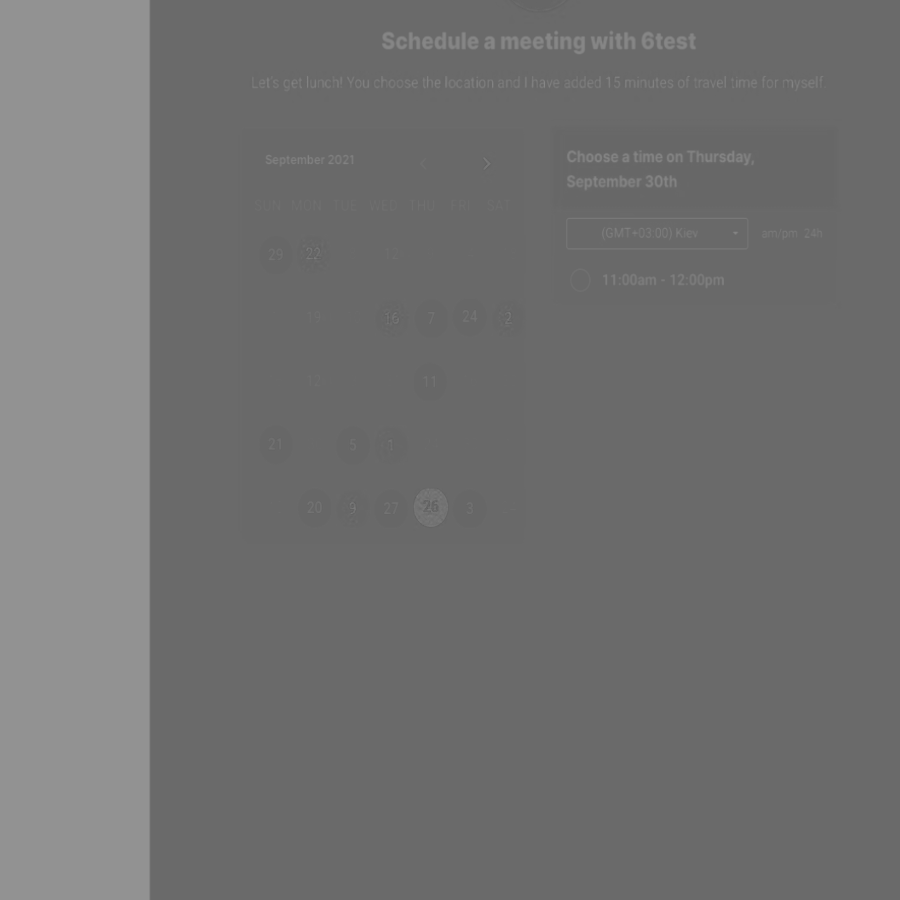 Schedule a meeting with 6test
Let's get lunch! You choose the location and I have added 15 minutes of travel time for myself.
September 2021
SUN MON TUE WED THU FRI SAT
29 22 12
16 7 24 2
11
21 5 1
20 9 27 26 3
Choose a time on Thursday,
September 30th
(GMT+03:00) Kiev am/pm 24h
11:00am - 12:00pm